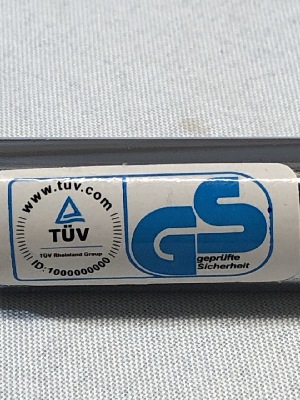 www.tuv.com
TÜV
TÜV Rheinland Group
ID:1000000000
GS
geprüfte
Sicherheit